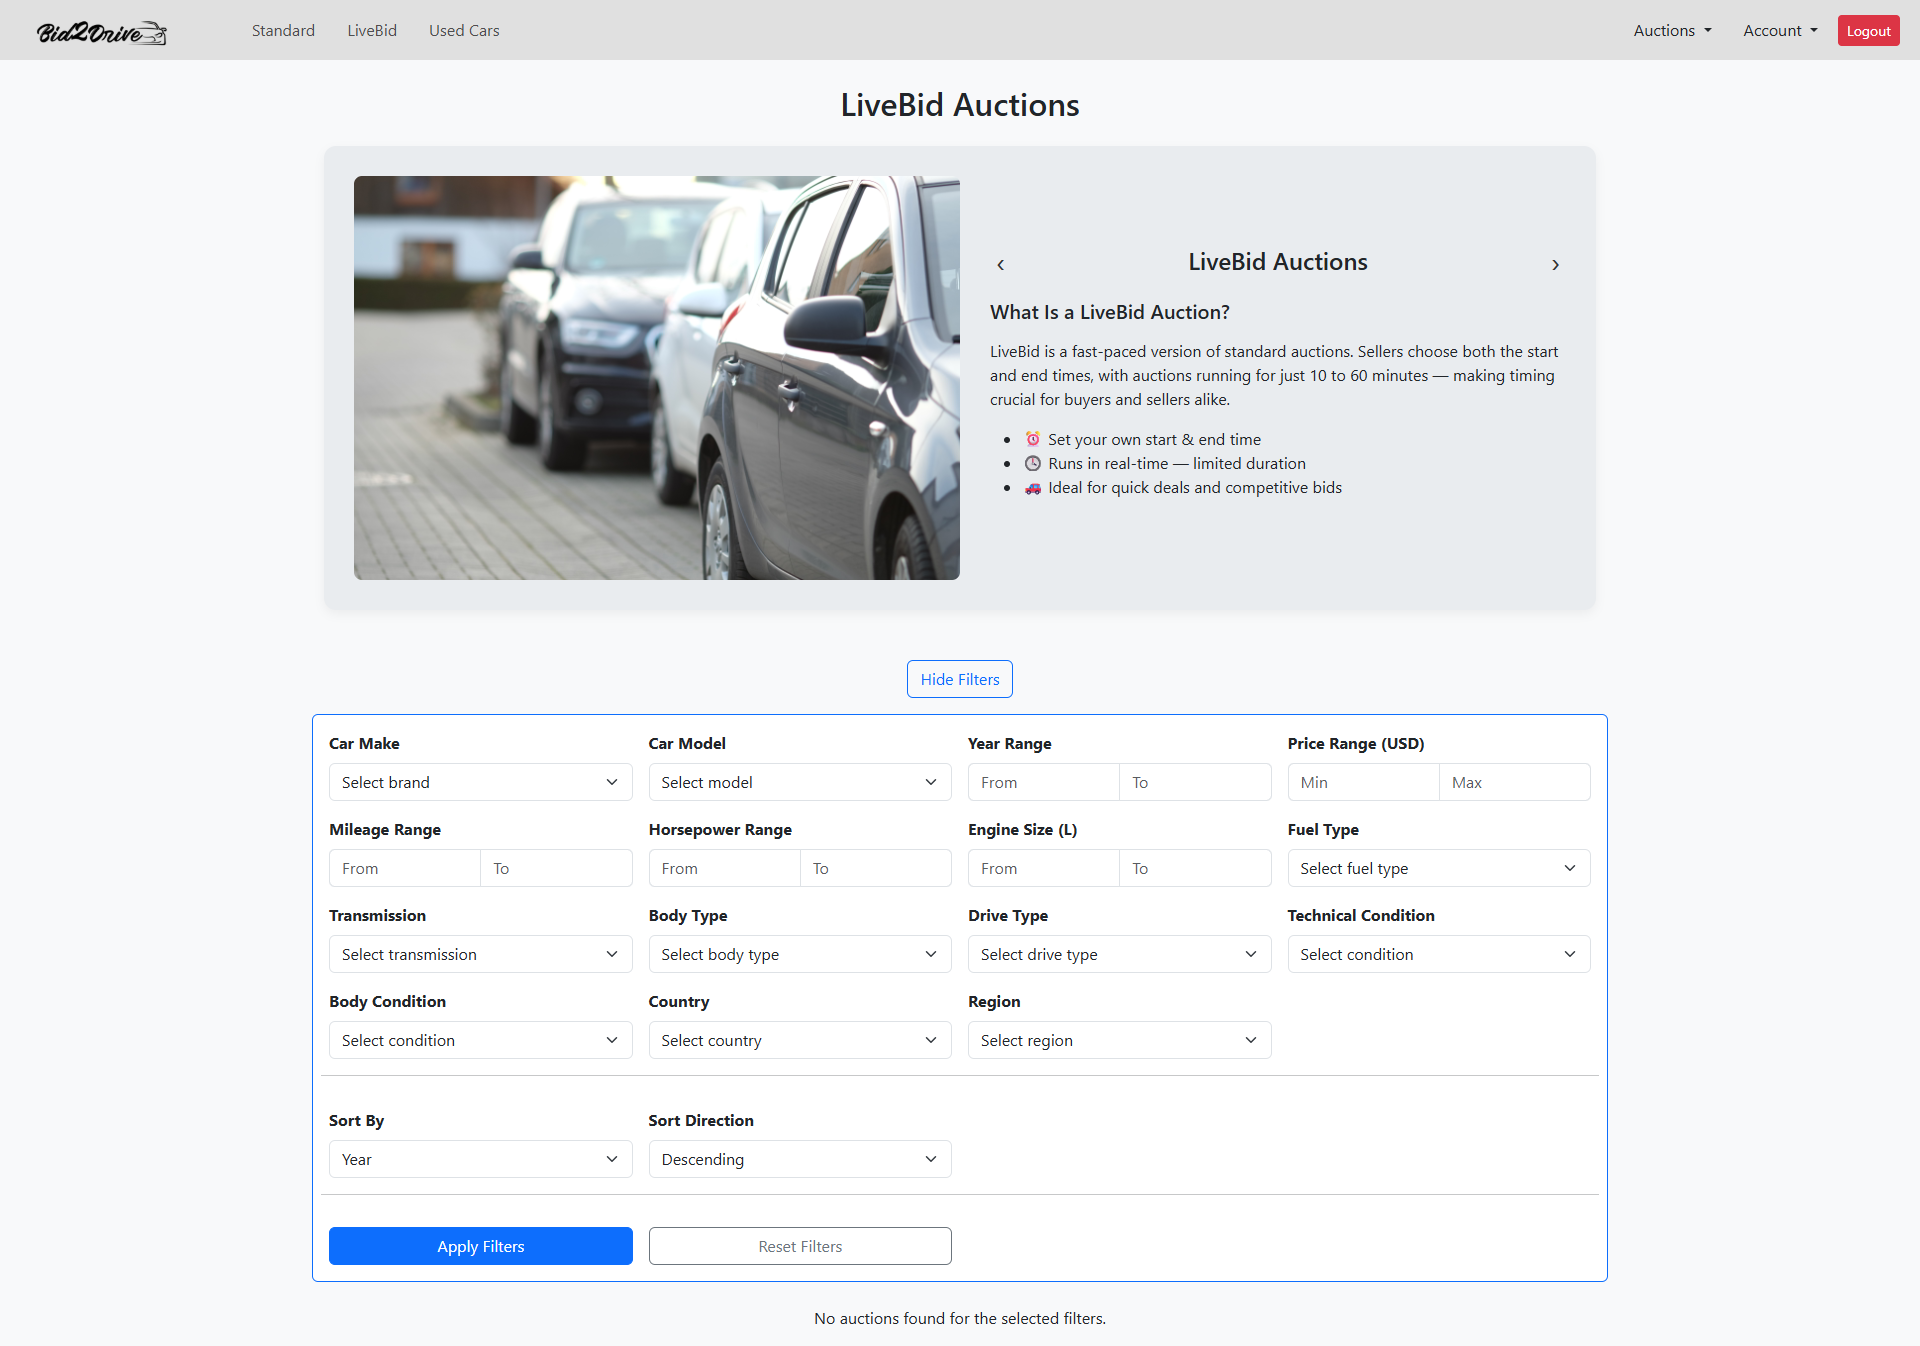 Bid2Drive
Standard LiveBid Used Cars
Auctions Account Logout
LiveBid Auctions
‹ LiveBid Auctions ›
What Is a LiveBid Auction?
LiveBid is a fast-paced version of standard auctions. Sellers choose both the start
and end times, with auctions running for just 10 to 60 minutes — making timing
crucial for buyers and sellers alike.
• ⏰ Set your own start & end time
• 🕓 Runs in real-time — limited duration
• 🚗 Ideal for quick deals and competitive bids
Hide Filters
Car Make Car Model Year Range Price Range (USD)
Select brand Select model From To Min Max
Mileage Range Horsepower Range Engine Size (L) Fuel Type
From To From To From To Select fuel type
Transmission Body Type Drive Type Technical Condition
Select transmission Select body type Select drive type Select condition
Body Condition Country Region
Select condition Select country Select region
Sort By Sort Direction
Year Descending
Apply Filters Reset Filters
No auctions found for the selected filters.